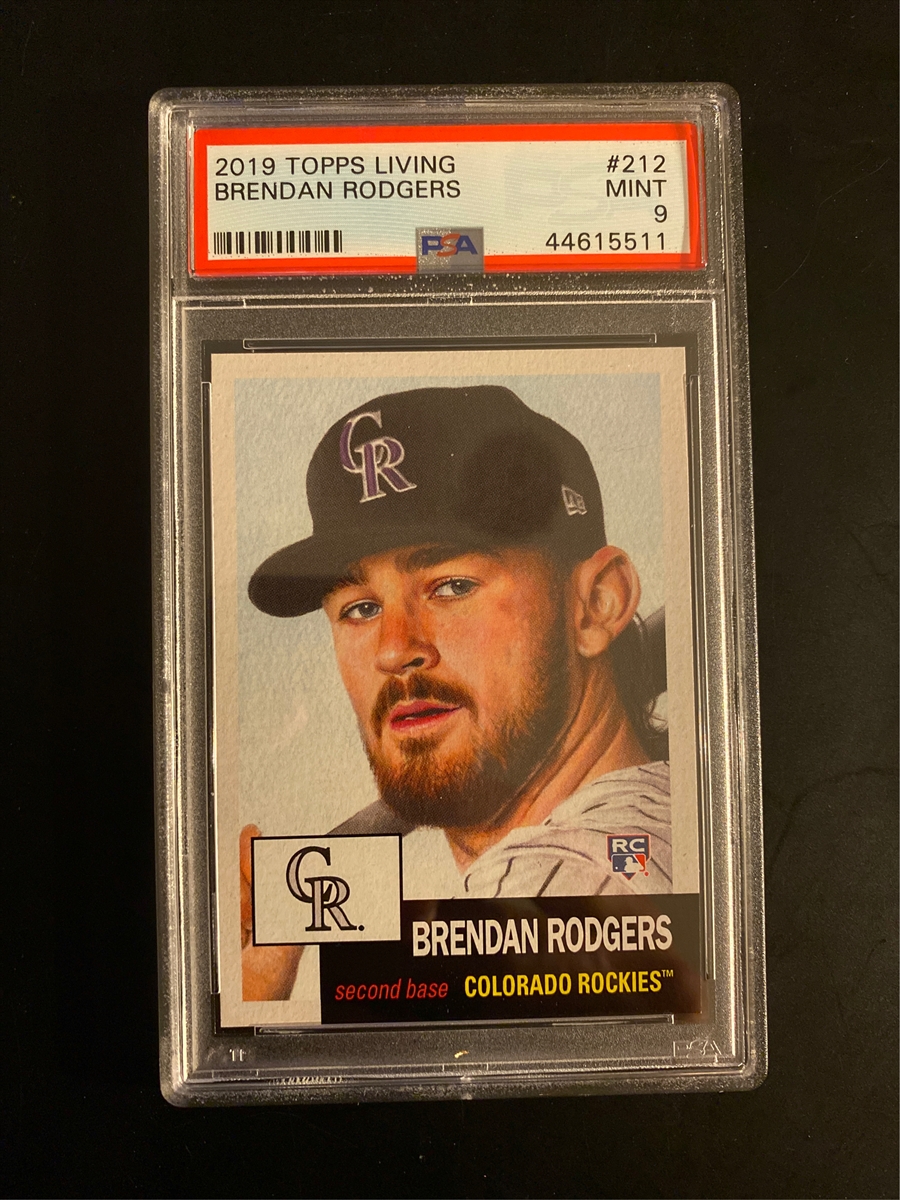 2019 TOPPS LIVING #212
BRENDAN RODGERS MINT
9
PSA 44615511
CR
RC
CR.
BRENDAN RODGERS
second base COLORADO ROCKIES™
PSA